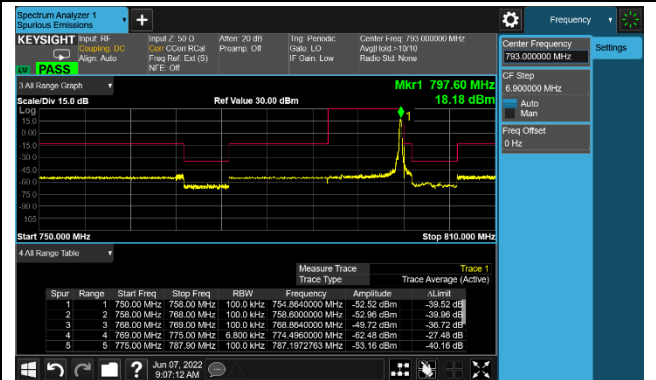 Spectrum Analyzer 1
Spurious Emissions
Frequency
KEYSIGHT Input: RF Input Z: 50 Ω Atten: 20 dB Trig: Periodic Center Freq: 793.000000 MHz
Coupling: DC Corr CCorr RCal Preamp: Off Gate: LO Avg|Hold:>10/10
Align: Auto Freq Ref: Ext (S) IF Gain: Low Radio Std: None
NFE: Off
LXI PASS
Center Frequency
793.000000 MHz
Settings
CF Step
6.900000 MHz
Auto
Man
Freq Offset
0 Hz
3 All Range Graph
Mkr1 797.60 MHz
Scale/Div 15.0 dB Ref Value 30.00 dBm 18.18 dBm
Log
15.0
0.00
-15.0
-30.0
-45.0
-60.0
-75.0
-90.0
-105
1
Start 750.000 MHz Stop 810.000 MHz
4 All Range Table
Measure Trace Trace 1
Trace Type Trace Average (Active)
Spur Range Start Freq Stop Freq RBW Frequency Amplitude ΔLimit
1 1 750.00 MHz 758.00 MHz 100.0 kHz 754.8640000 MHz -52.52 dBm -39.52 dB
2 2 758.00 MHz 768.00 MHz 100.0 kHz 758.6000000 MHz -52.96 dBm -39.96 dB
3 3 768.00 MHz 769.00 MHz 100.0 kHz 768.8640000 MHz -49.72 dBm -36.72 dB
4 4 769.00 MHz 775.00 MHz 6.800 kHz 774.4960000 MHz -62.48 dBm -27.48 dB
5 5 775.00 MHz 787.90 MHz 100.0 kHz 787.1972763 MHz -53.16 dBm -40.16 dB
Jun 07, 2022
9:07:12 AM